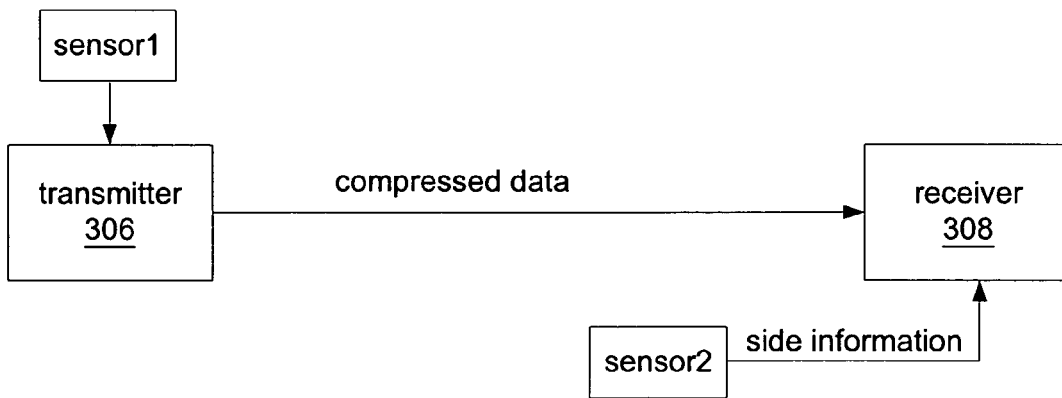 sensor1
transmitter
306
compressed data
receiver
308
sensor2
side information